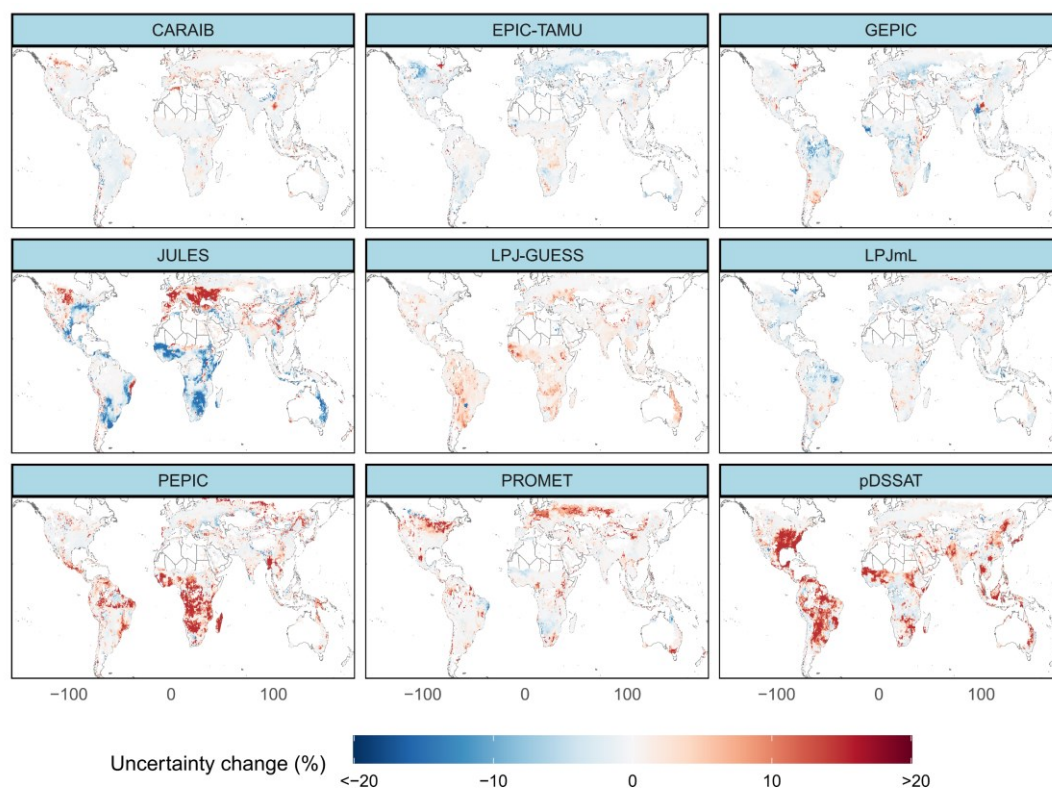 CARAIB EPIC-TAMU GEPIC
JULES LPJ-GUESS LPJmL
PEPIC PROMET pDSSAT
−100 0 100 −100 0 100 −100 0 100
Uncertainty change (%)
<−20 −10 0 10 >20